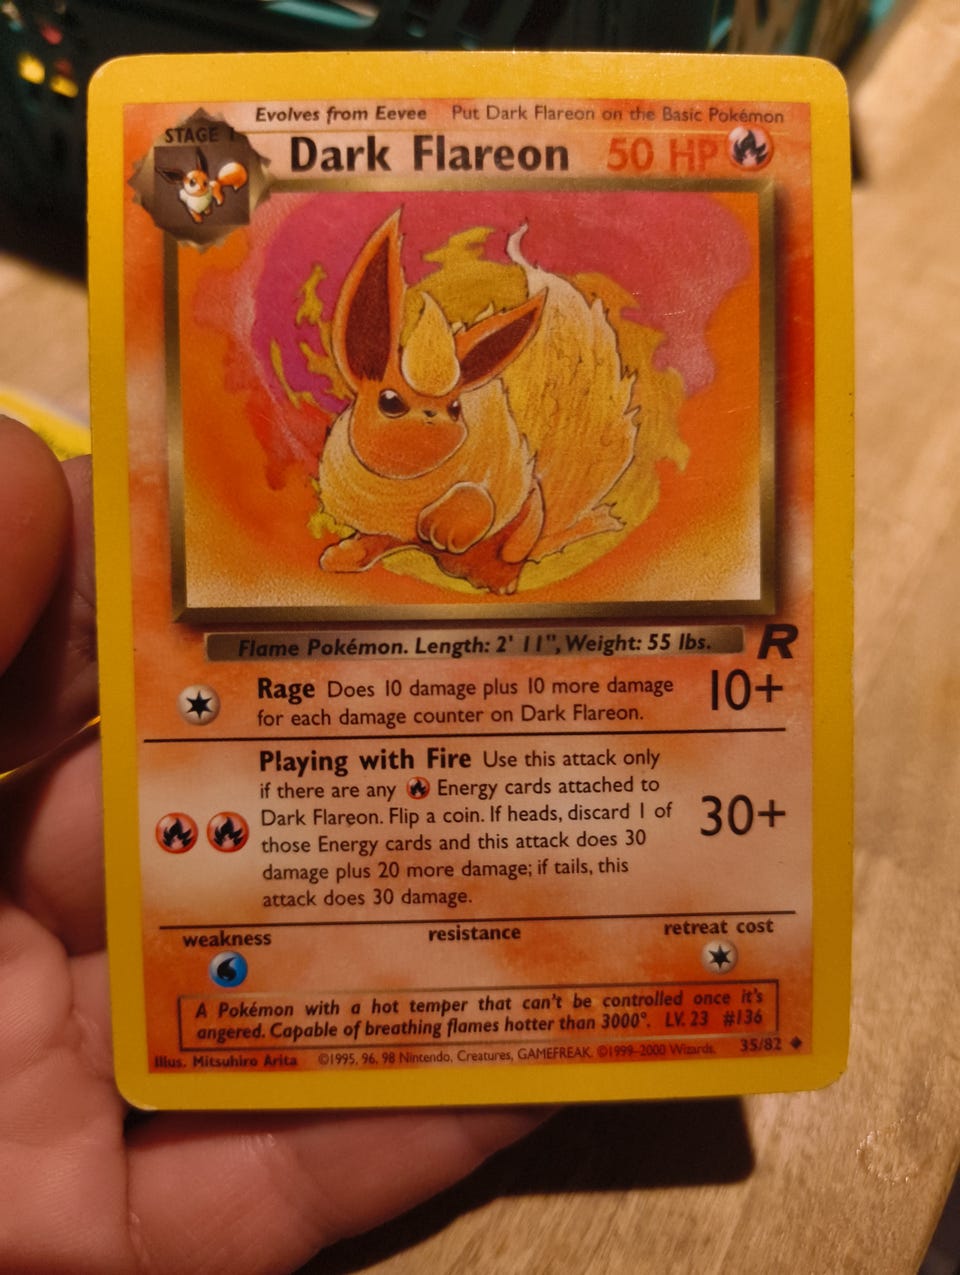 Evolves from Eevee Put Dark Flareon on the Basic Pokémon
STAGE 1
Dark Flareon 50 HP
Flame Pokémon. Length: 2' 11", Weight: 55 lbs.
R
Rage Does 10 damage plus 10 more damage
for each damage counter on Dark Flareon.
10+
Playing with Fire Use this attack only
if there are any Energy cards attached to
Dark Flareon. Flip a coin. If heads, discard 1 of
those Energy cards and this attack does 30
damage plus 20 more damage; if tails, this
attack does 30 damage.
30+
weakness resistance retreat cost
A Pokémon with a hot temper that can't be controlled once it's
angered. Capable of breathing flames hotter than 3000°. LV. 23 #136
Illus. Mitsuhiro Arita ©1995, 96, 98 Nintendo, Creatures, GAMEFREAK. ©1999-2000 Wizards. 35/82